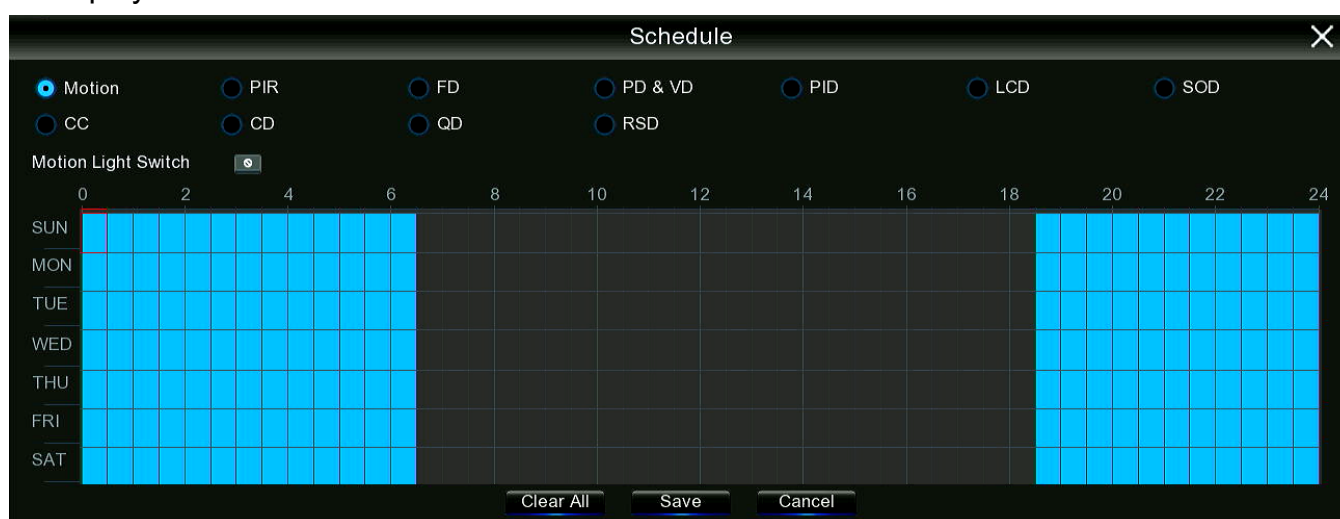 Schedule
Motion PIR FD PD & VD PID LCD SOD
CC CD QD RSD
Motion Light Switch
0 2 4 6 8 10 12 14 16 18 20 22 24
SUN
MON
TUE
WED
THU
FRI
SAT
Clear All Save Cancel